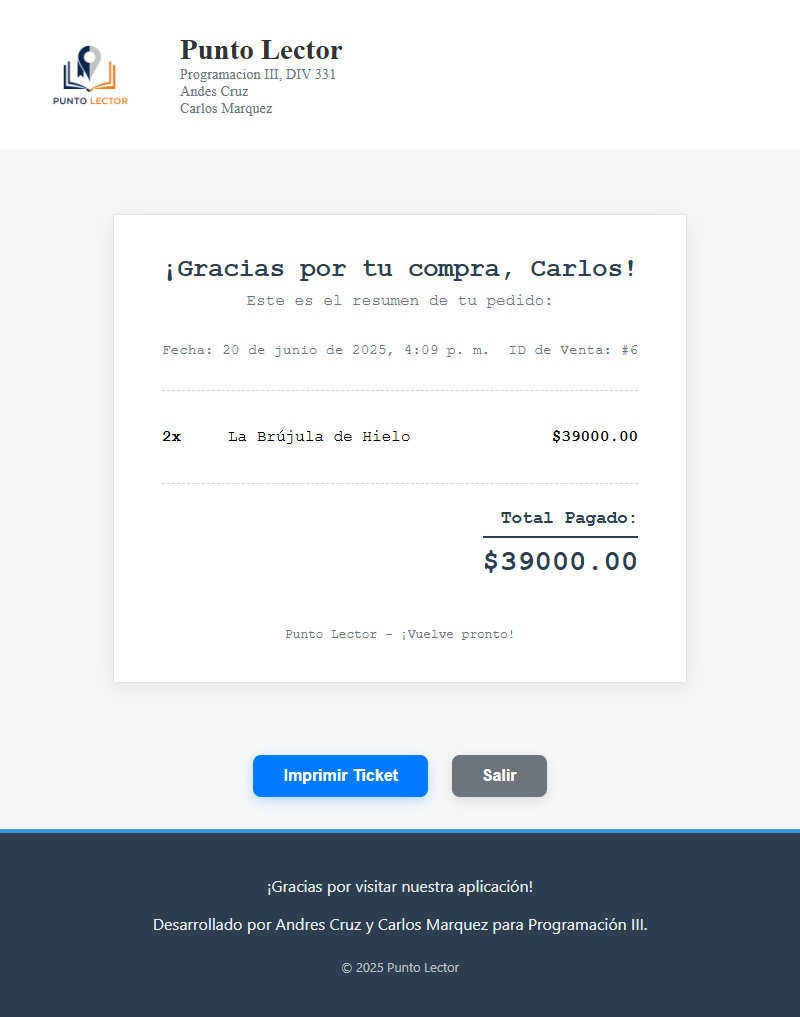 PUNTO LECTOR
Punto Lector
Programacion III, DIV 331
Andes Cruz
Carlos Marquez
¡Gracias por tu compra, Carlos!
Este es el resumen de tu pedido:
Fecha: 20 de junio de 2025, 4:09 p. m. ID de Venta: #6
2x La Brújula de Hielo $39000.00
Total Pagado:
$39000.00
Punto Lector - ¡Vuelve pronto!
Imprimir Ticket Salir
¡Gracias por visitar nuestra aplicación!
Desarrollado por Andres Cruz y Carlos Marquez para Programación III.
© 2025 Punto Lector